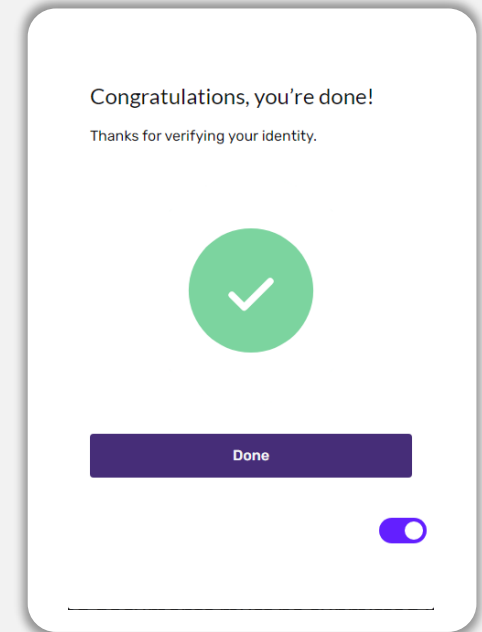 Congratulations, you’re done!
Thanks for verifying your identity.
Done